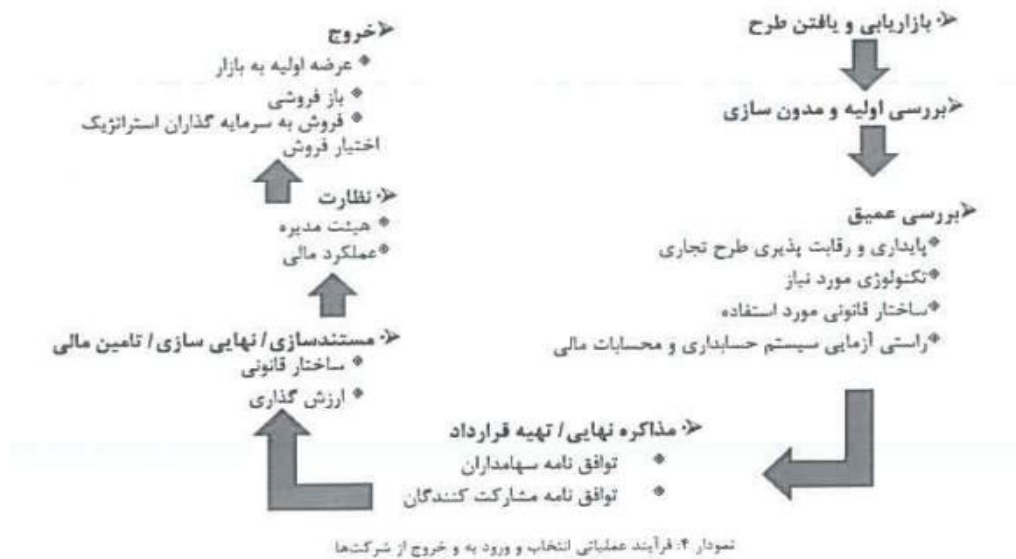 بازاریابی و یافتن طرح
بررسی اولیه و مدون سازی
بررسی عمیق
پایداری و رقابت پذیری طرح تجاری
تکنولوژی مورد نیاز
ساختار قانونی مورد استفاده
راستی آزمایی سیستم حسابداری و محسابات مالی
مذاکره نهایی/ تهیه قرارداد
توافق نامه سهامداران
توافق نامه مشارکت کنندگان
مستندسازی/ نهایی سازی/ تامین مالی
ساختار قانونی
ارزش گذاری
نظارت
هیئت مدیره
عملکرد مالی
خروج
عرضه اولیه به بازار
باز فروشی
فروش به سرمایه گذاران استراتژیک
اختیار فروش
نمودار ۴: فرآیند عملیاتی انتخاب و ورود به و خروج از شرکت‌ها